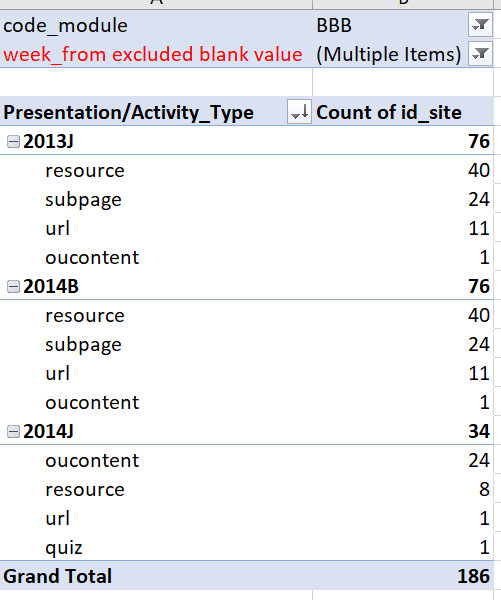 code_module BBB
week_from excluded blank value (Multiple Items)
Presentation/Activity_Type Count of id_site
2013J 76
resource 40
subpage 24
url 11
oucontent 1
2014B 76
resource 40
subpage 24
url 11
oucontent 1
2014J 34
oucontent 24
resource 8
url 1
quiz 1
Grand Total 186